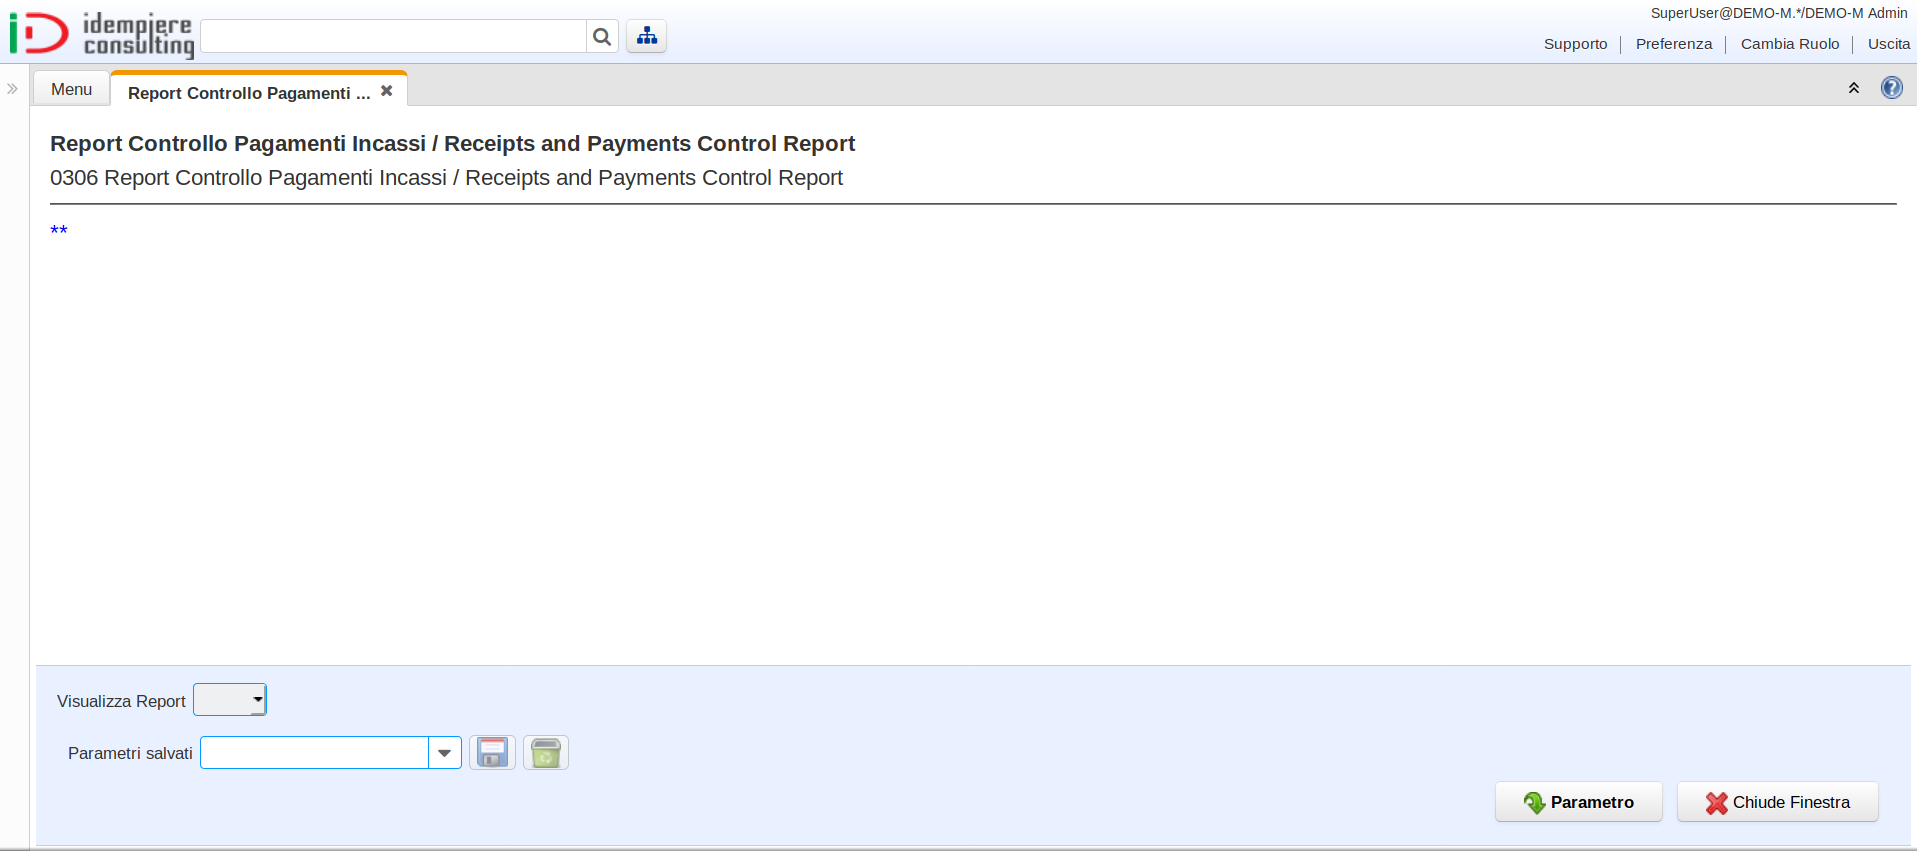 idempiere
consulting
SuperUser@DEMO-M.*/DEMO-M Admin
Supporto
Preferenza
Cambia Ruolo
Uscita
Menu
Report Controllo Pagamenti ...
Report Controllo Pagamenti Incassi / Receipts and Payments Control Report
0306 Report Controllo Pagamenti Incassi / Receipts and Payments Control Report
**
Visualizza Report
Parametri salvati
Parametro
Chiude Finestra